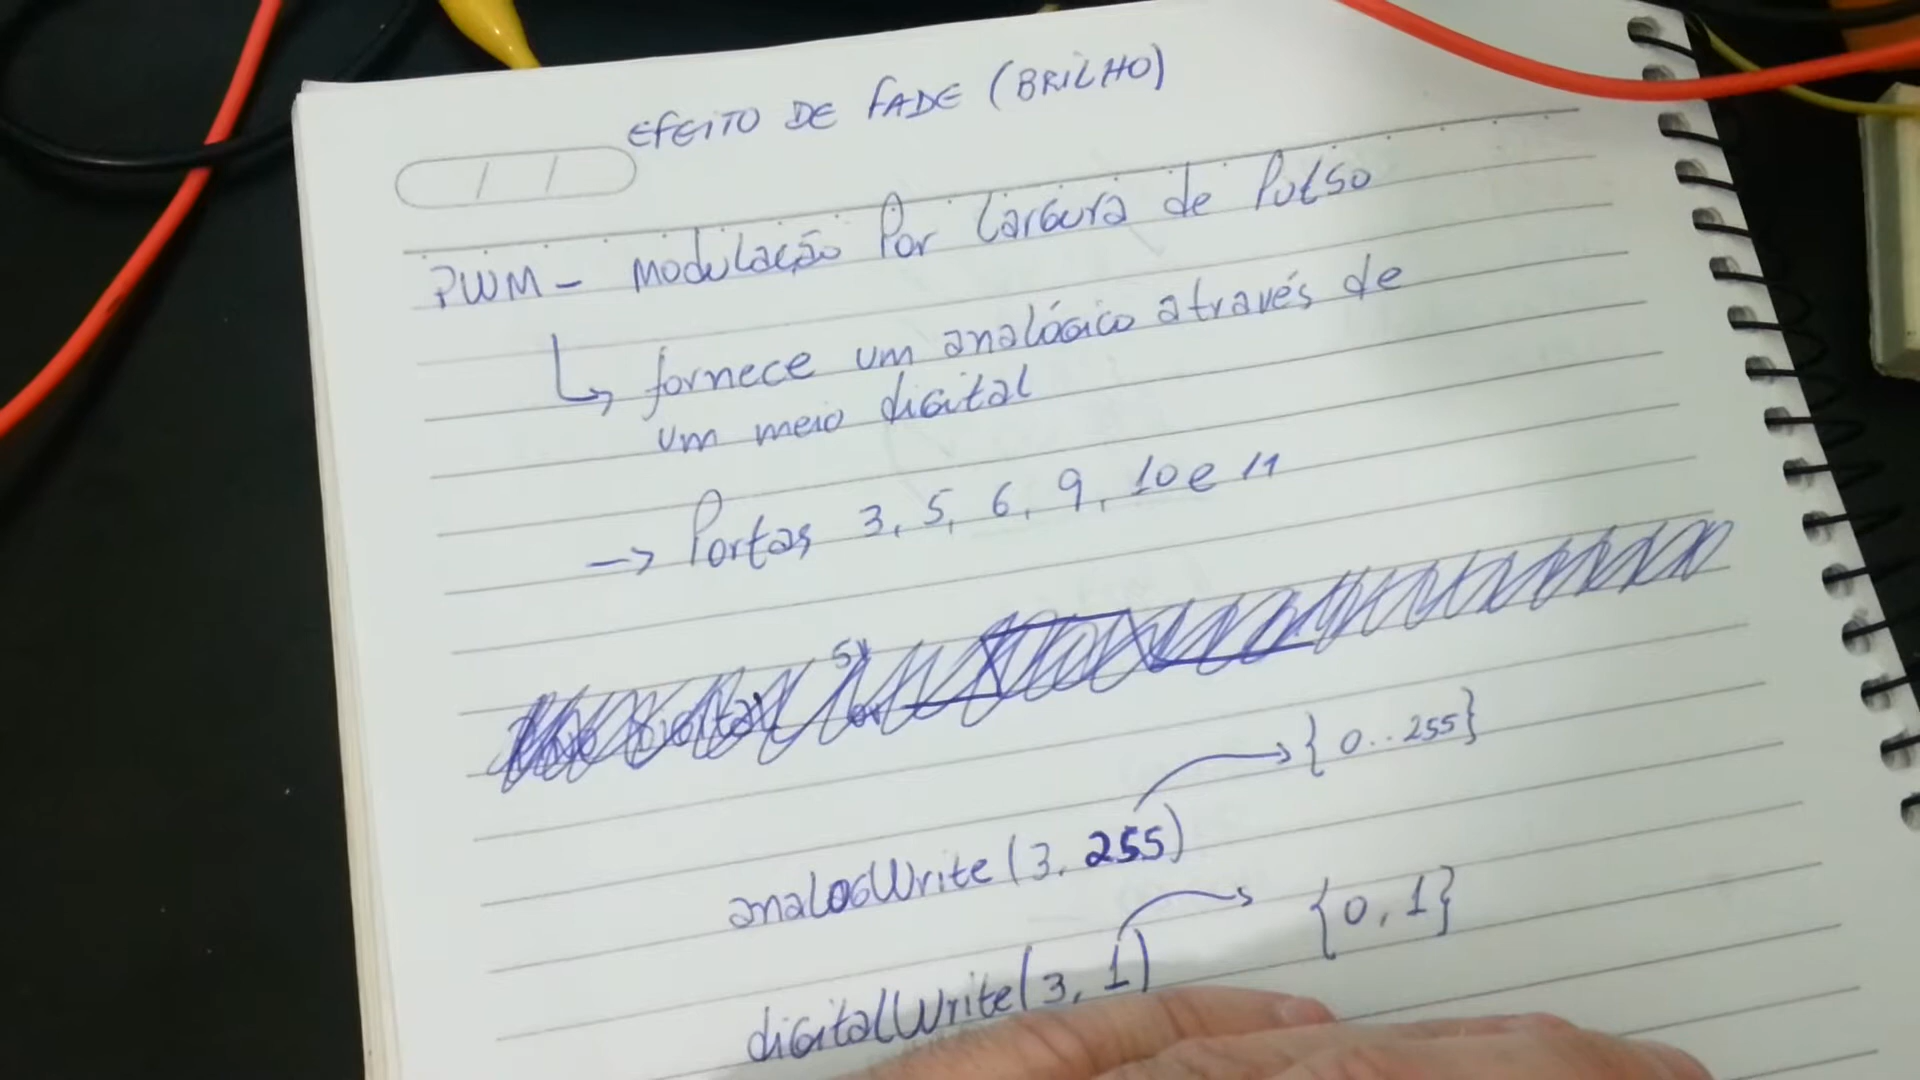 EFEITO DE FADE (BRILHO)
PWM - Modulação Por Largura de Pulso
↳ fornece um analógico através de
um meio digital
→ Portas 3, 5, 6, 9, 10 e 11
5V
{0..255}
analogWrite(3, 255)
{0, 1}
digitalWrite(3, 1)